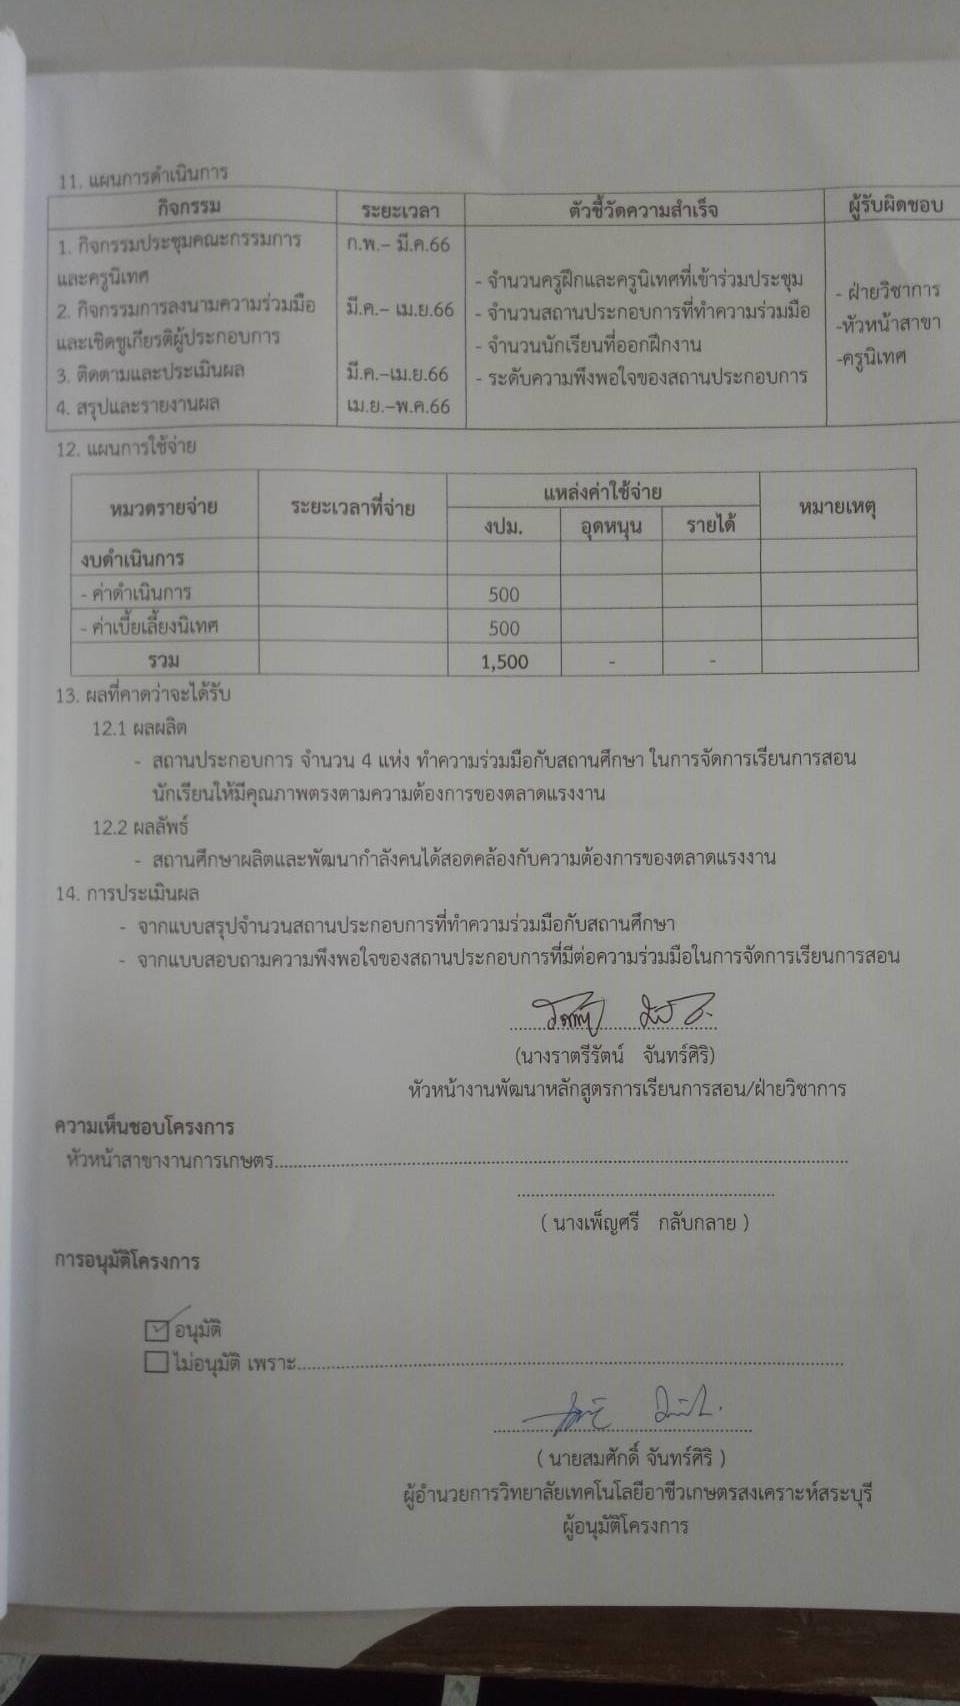 11. แผนการดำเนินการ
กิจกรรม ระยะเวลา ตัวชี้วัดความสำเร็จ ผู้รับผิดชอบ
1. กิจกรรมประชุมคณะกรรมการ ก.พ.– มี.ค.66
และครูนิเทศ
- จำนวนครูฝึกและครูนิเทศที่เข้าร่วมประชุม
- ฝ่ายวิชาการ
2. กิจกรรมการลงนามความร่วมมือ มี.ค.– เม.ย.66 - จำนวนสถานประกอบการที่ทำความร่วมมือ
-หัวหน้าสาขา
และเชิดชูเกียรติผู้ประกอบการ - จำนวนนักเรียนที่ออกฝึกงาน
-ครูนิเทศ
3. ติดตามและประเมินผล มี.ค.–เม.ย.66 - ระดับความพึงพอใจของสถานประกอบการ
4. สรุปและรายงานผล เม.ย.–พ.ค.66
12. แผนการใช้จ่าย
หมวดรายจ่าย ระยะเวลาที่จ่าย แหล่งค่าใช้จ่าย หมายเหตุ
งปม. อุดหนุน รายได้
งบดำเนินการ
- ค่าดำเนินการ 500
- ค่าเบี้ยเลี้ยงนิเทศ 500
รวม 1,500 - -
13. ผลที่คาดว่าจะได้รับ
12.1 ผลผลิต
- สถานประกอบการ จำนวน 4 แห่ง ทำความร่วมมือกับสถานศึกษา ในการจัดการเรียนการสอน
นักเรียนให้มีคุณภาพตรงตามความต้องการของตลาดแรงงาน
12.2 ผลลัพธ์
- สถานศึกษาผลิตและพัฒนากำลังคนได้สอดคล้องกับความต้องการของตลาดแรงงาน
14. การประเมินผล
- จากแบบสรุปจำนวนสถานประกอบการที่ทำความร่วมมือกับสถานศึกษา
- จากแบบสอบถามความพึงพอใจของสถานประกอบการที่มีต่อความร่วมมือในการจัดการเรียนการสอน
(นางราตรีรัตน์ จันทร์ศิริ)
หัวหน้างานพัฒนาหลักสูตรการเรียนการสอน/ฝ่ายวิชาการ
ความเห็นชอบโครงการ
หัวหน้าสาขางานการเกษตร
( นางเพ็ญศรี กลับกลาย )
การอนุมัติโครงการ
อนุมัติ
ไม่อนุมัติ เพราะ
( นายสมศักดิ์ จันทร์ศิริ )
ผู้อำนวยการวิทยาลัยเทคโนโลยีอาชีวเกษตรสงเคราะห์สระบุรี
ผู้อนุมัติโครงการ